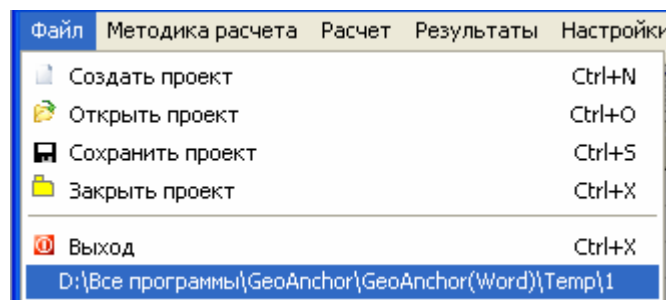 Файл Методика расчета Расчет Результаты Настройки
Создать проект Ctrl+N
Открыть проект Ctrl+O
Сохранить проект Ctrl+S
Закрыть проект Ctrl+X
Выход Ctrl+X
D:\Все программы\GeoAnchor\GeoAnchor(Word)\Temp\1